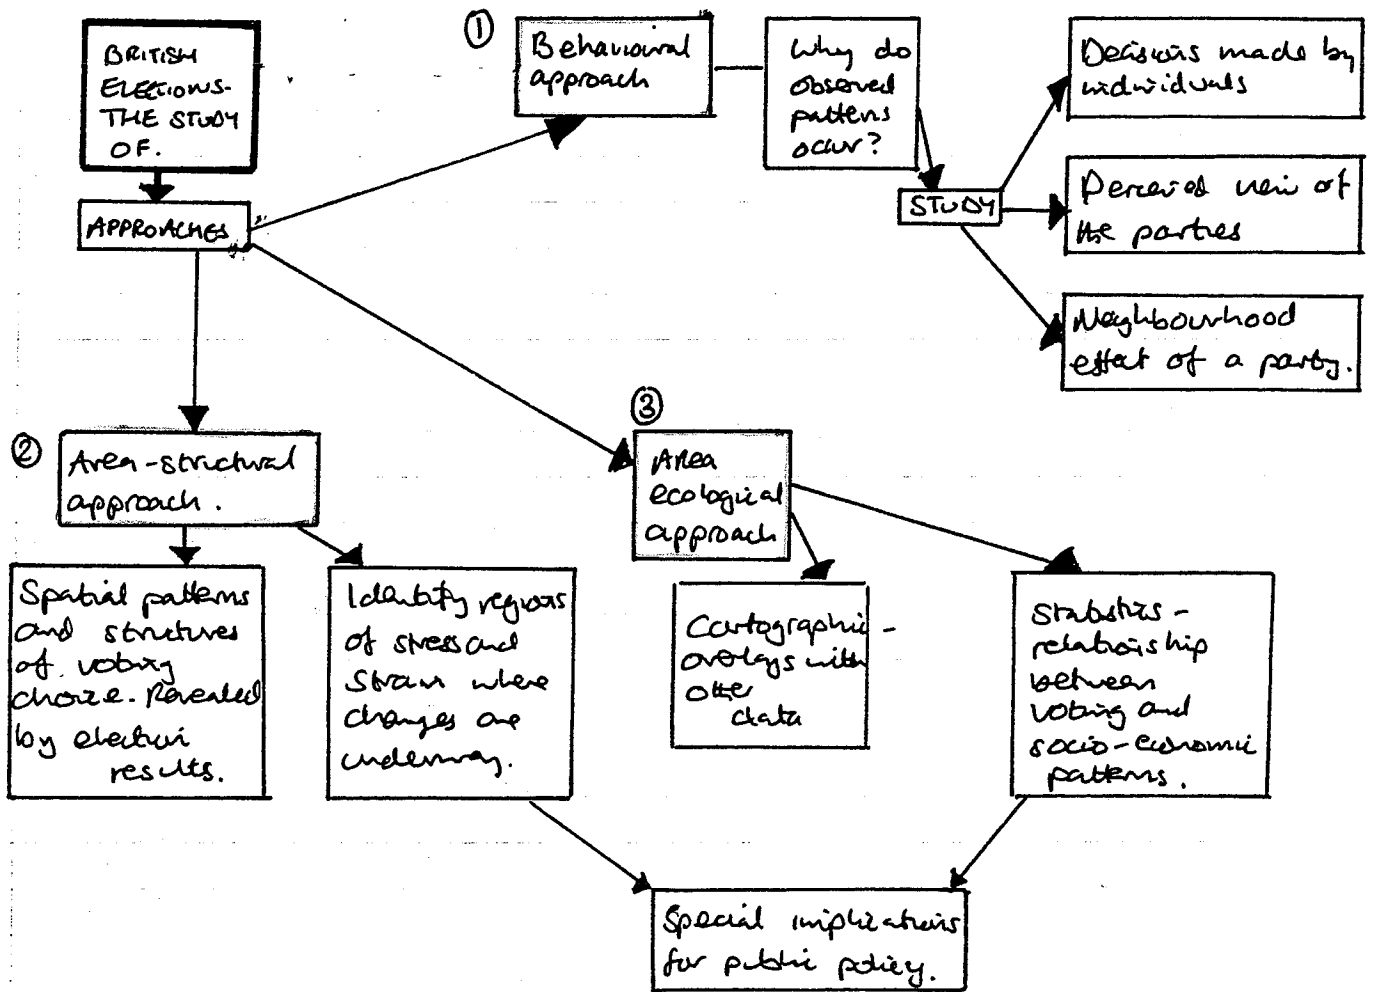 BRITISH
ELECTIONS-
THE STUDY
OF.
APPROACHES
①
Behavioural
approach
Why do
observed
patterns
occur?
STUDY
Decisions made by
individuals
Perceived view of
the parties
Neighbourhood
effect of a party.
②
Area-structural
approach.
Spatial patterns
and structures
of voting
choice. Revealed
by election
results.
Identify regions
of stress and
strain where
changes are
underway.
③
Area
ecological
approach
Cartographic-
overlays with
other
data
Statistics-
relationship
between
voting and
socio-economic
patterns.
Special implications
for public policy.